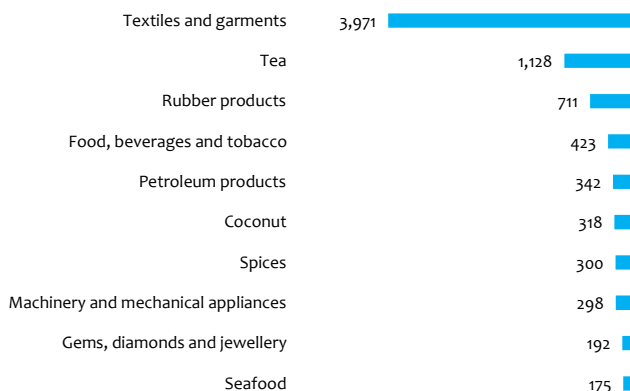 Textiles and garments 3,971
Tea 1,128
Rubber products 711
Food, beverages and tobacco 423
Petroleum products 342
Coconut 318
Spices 300
Machinery and mechanical appliances 298
Gems, diamonds and jewellery 192
Seafood 175